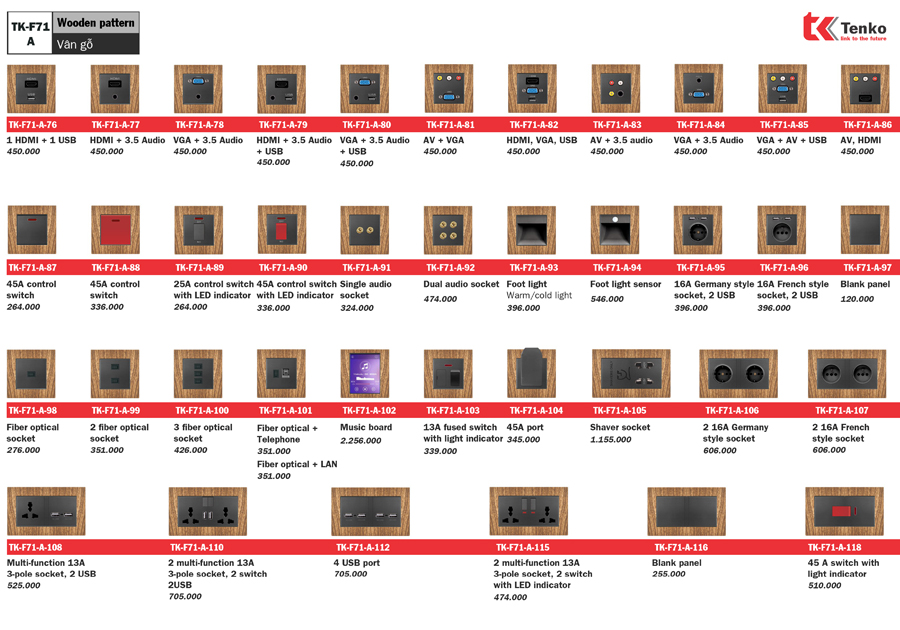 TK-F71
A
Wooden pattern
Vân gỗ
tk Tenko
link to the future
TK-F71-A-76 TK-F71-A-77 TK-F71-A-78 TK-F71-A-79 TK-F71-A-80 TK-F71-A-81 TK-F71-A-82 TK-F71-A-83 TK-F71-A-84 TK-F71-A-85 TK-F71-A-86
1 HDMI + 1 USB
450.000
HDMI + 3.5 Audio
450.000
VGA + 3.5 Audio
450.000
HDMI + 3.5 Audio
+ USB
450.000
VGA + 3.5 Audio
+ USB
450.000
AV + VGA
450.000
HDMI, VGA, USB
450.000
AV + 3.5 audio
450.000
VGA + 3.5 Audio
450.000
VGA + AV + USB
450.000
AV, HDMI
450.000
TK-F71-A-87 TK-F71-A-88 TK-F71-A-89 TK-F71-A-90 TK-F71-A-91 TK-F71-A-92 TK-F71-A-93 TK-F71-A-94 TK-F71-A-95 TK-F71-A-96 TK-F71-A-97
45A control
switch
264.000
45A control
switch
336.000
25A control switch
with LED indicator
264.000
45A control switch
with LED indicator
336.000
Single audio
socket
324.000
Dual audio socket
474.000
Foot light
Warm/cold light
396.000
Foot light sensor
546.000
16A Germany style
socket, 2 USB
396.000
16A French style
socket, 2 USB
396.000
Blank panel
120.000
TK-F71-A-98 TK-F71-A-99 TK-F71-A-100 TK-F71-A-101 TK-F71-A-102 TK-F71-A-103 TK-F71-A-104 TK-F71-A-105 TK-F71-A-106 TK-F71-A-107
Fiber optical
socket
276.000
2 fiber optical
socket
351.000
3 fiber optical
socket
426.000
Fiber optical +
Telephone
351.000
Fiber optical + LAN
351.000
Music board
2.256.000
13A fused switch
with light indicator
339.000
45A port
345.000
Shaver socket
1.155.000
2 16A Germany
style socket
606.000
2 16A French
style socket
606.000
TK-F71-A-108 TK-F71-A-110 TK-F71-A-112 TK-F71-A-115 TK-F71-A-116 TK-F71-A-118
Multi-function 13A
3-pole socket, 2 USB
525.000
2 multi-function 13A
3-pole socket, 2 switch
2USB
705.000
4 USB port
705.000
2 multi-function 13A
3-pole socket, 2 switch
with LED indicator
474.000
Blank panel
255.000
45 A switch with
light indicator
510.000